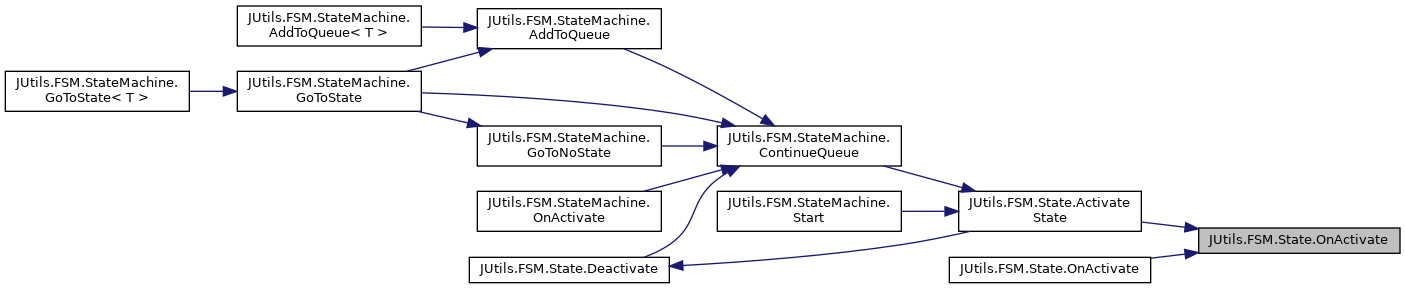 JUtils.FSM.StateMachine.
AddToQueue< T >
JUtils.FSM.StateMachine.
AddToQueue
JUtils.FSM.StateMachine.
GoToState< T >
JUtils.FSM.StateMachine.
GoToState
JUtils.FSM.StateMachine.
GoToNoState
JUtils.FSM.StateMachine.
ContinueQueue
JUtils.FSM.StateMachine.
OnActivate
JUtils.FSM.StateMachine.
Start
JUtils.FSM.State.Activate
State
JUtils.FSM.State.OnActivate
JUtils.FSM.State.Deactivate
JUtils.FSM.State.OnActivate